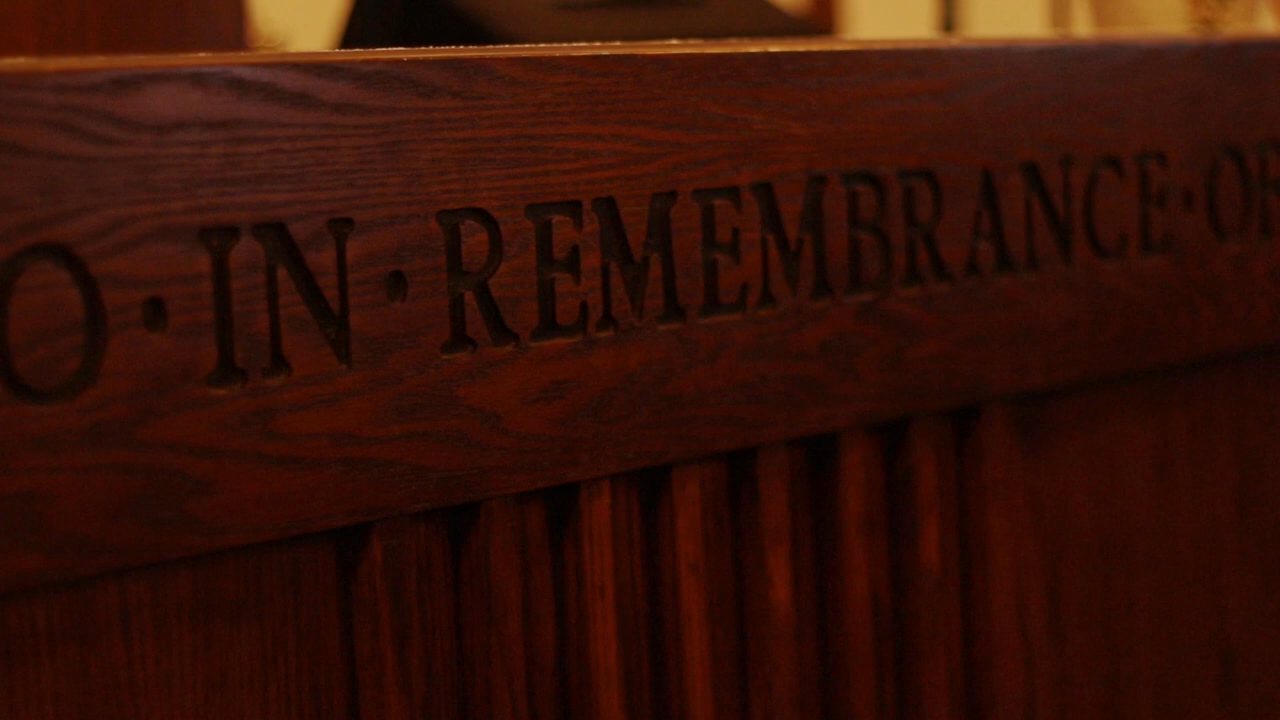 O · IN · REMEMBRANCE · OF